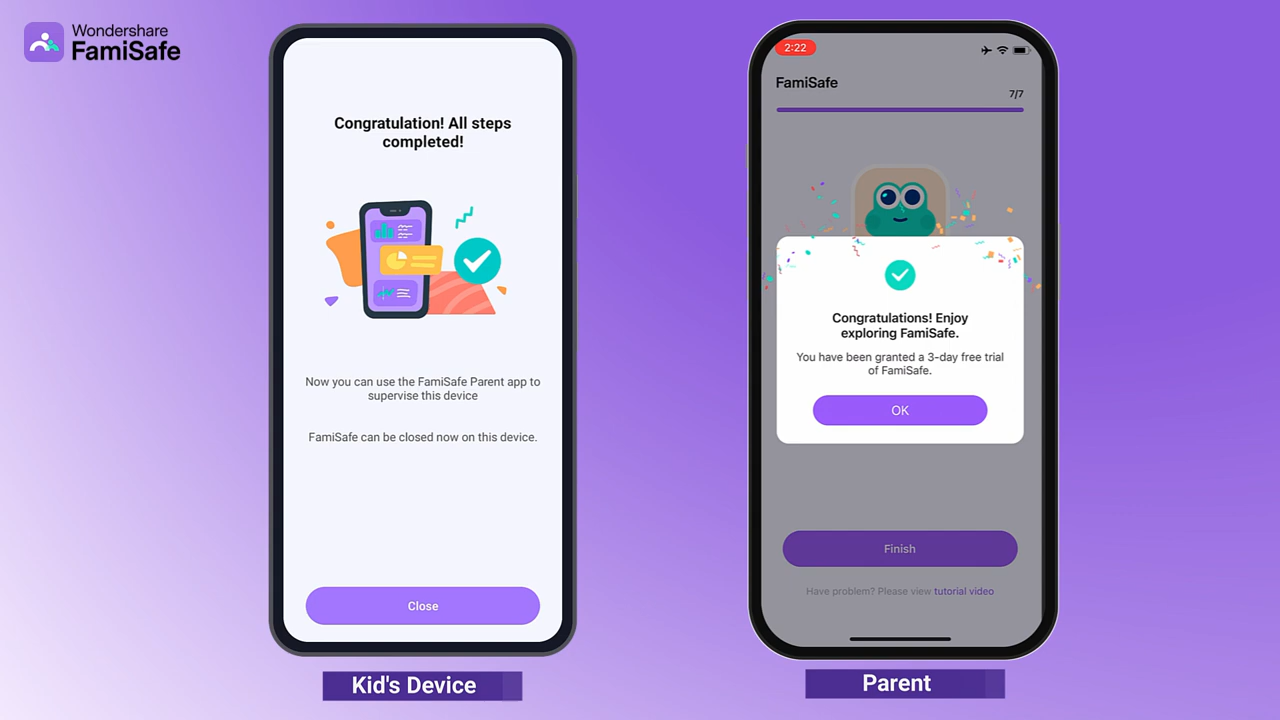 Wondershare
FamiSafe
Congratulation! All steps
completed!
Now you can use the FamiSafe Parent app to
supervise this device
FamiSafe can be closed now on this device.
Close
Kid's Device
2:22
FamiSafe
7/7
Congratulations! Enjoy
exploring FamiSafe.
You have been granted a 3-day free trial
of FamiSafe.
OK
Finish
Have problem? Please view tutorial video
Parent